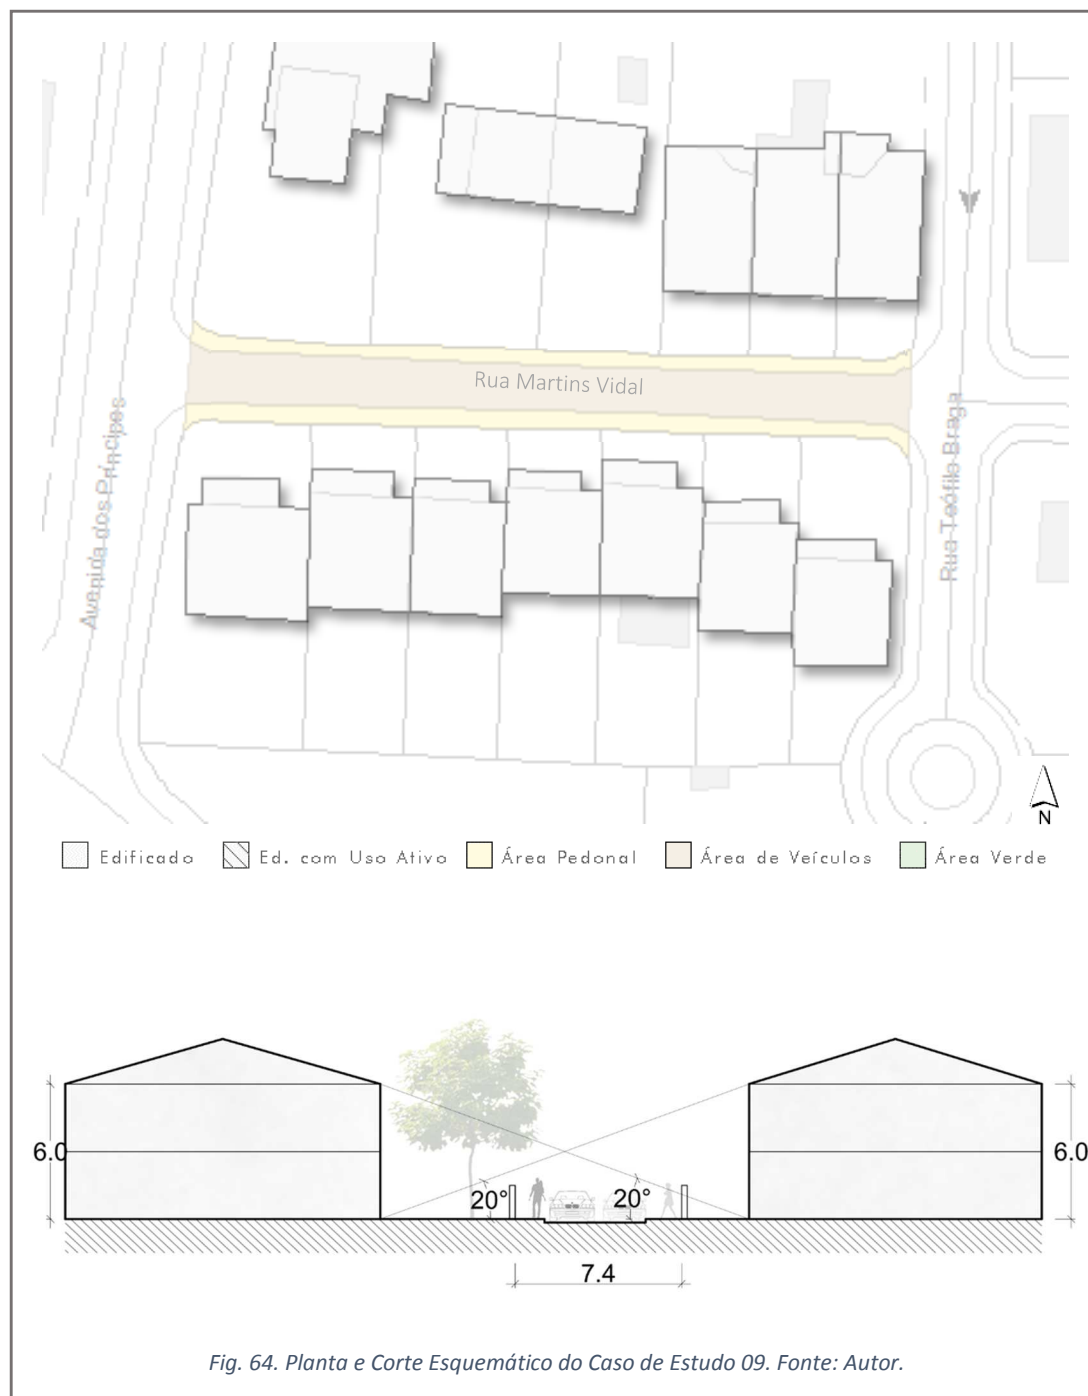 Rua Martins Vidal
Avenida dos Príncipes
Rua Teófilo Braga
N
Edificado
Ed. com Uso Ativo
Área Pedonal
Área de Veículos
Área Verde
6.0
20°
20°
6.0
7.4
Fig. 64. Planta e Corte Esquemático do Caso de Estudo 09. Fonte: Autor.